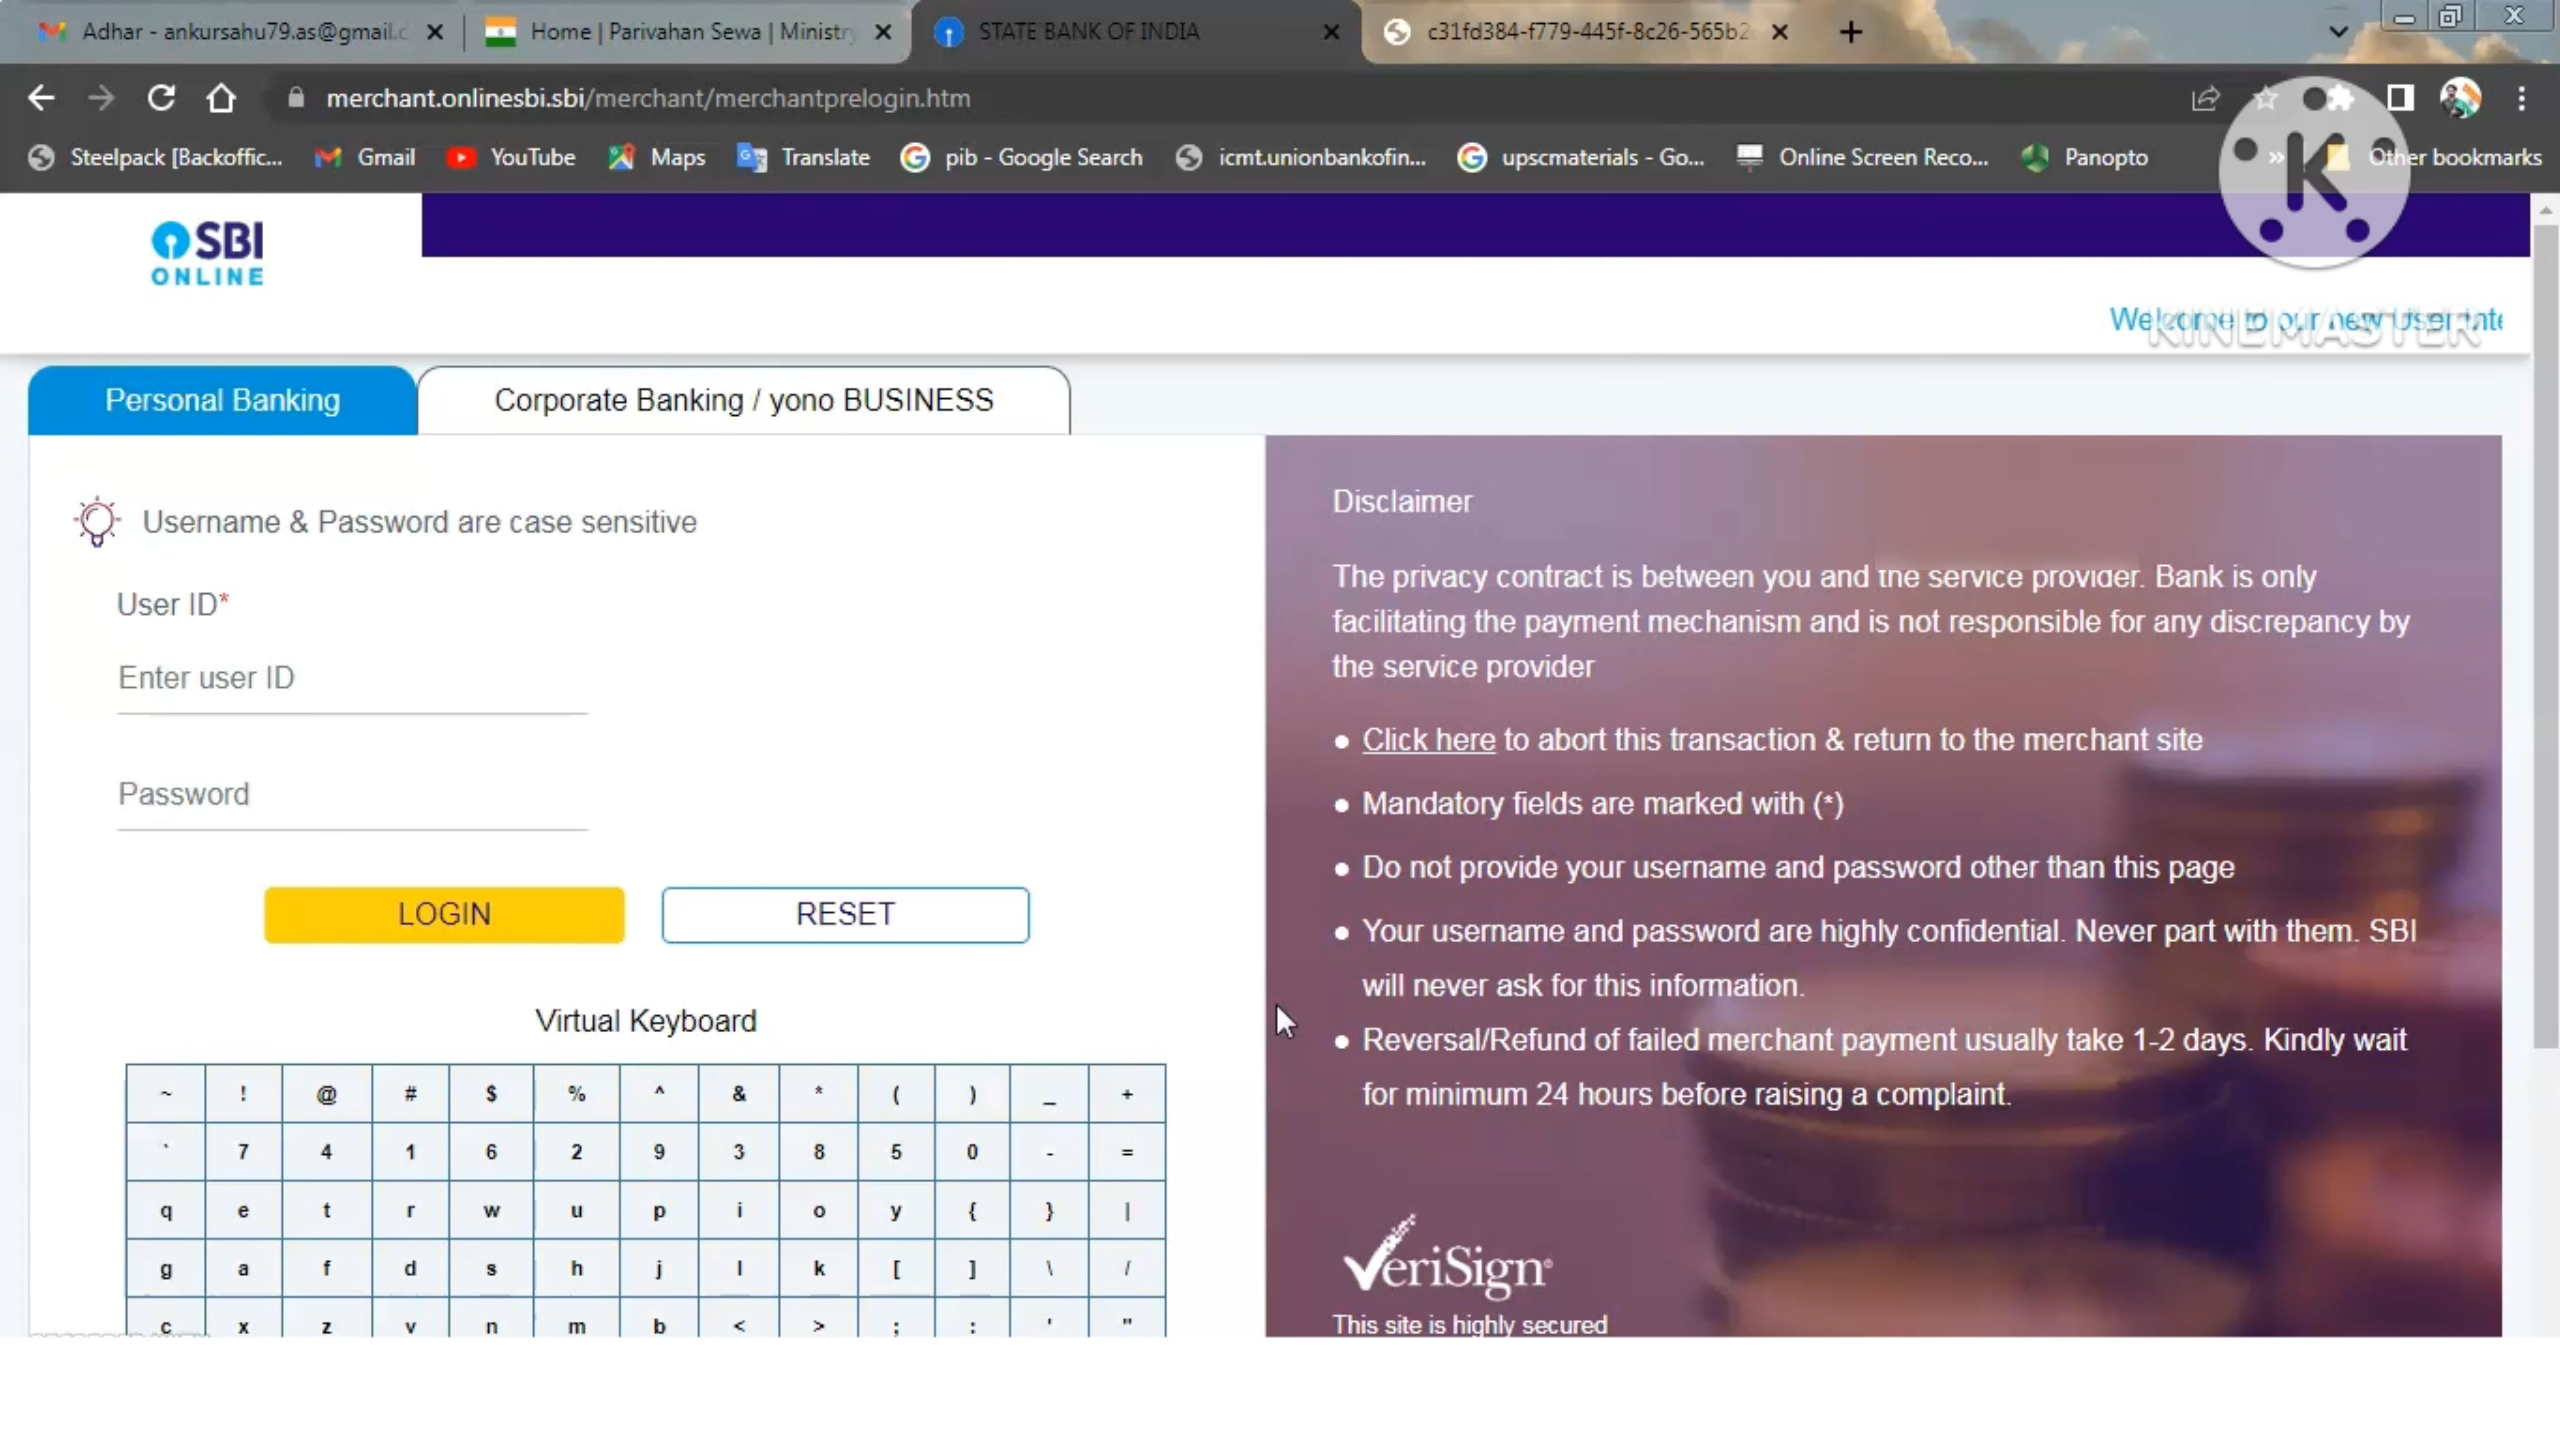 Adhar - ankursahu79.as@gmail.c
Home | Parivahan Sewa | Ministry
STATE BANK OF INDIA
c31fd384-f779-445f-8c26-565b2
merchant.onlinesbi.sbi/merchant/merchantprelogin.htm
Steelpack [Backoffic... Gmail YouTube Maps Translate pib - Google Search icmt.unionbankofin... upscmaterials - Go... Online Screen Reco... Panopto » Other bookmarks
K
SBI
ONLINE
Welcome to our new User Inte
KINEMASTER
Personal Banking
Corporate Banking / yono BUSINESS
Username & Password are case sensitive
User ID*
Enter user ID
Password
LOGIN RESET
Virtual Keyboard
~ ! @ # $ % ^ & * ( ) _ +
` 7 4 1 6 2 9 3 8 5 0 - =
q e t r w u p i o y { } |
g a f d s h j l k [ ] \ /
c x z v n m b < > ; : ' "
Disclaimer
The privacy contract is between you and the service provider. Bank is only
facilitating the payment mechanism and is not responsible for any discrepancy by
the service provider
● Click here to abort this transaction & return to the merchant site
● Mandatory fields are marked with (*)
● Do not provide your username and password other than this page
● Your username and password are highly confidential. Never part with them. SBI
will never ask for this information.
● Reversal/Refund of failed merchant payment usually take 1-2 days. Kindly wait
for minimum 24 hours before raising a complaint.
VeriSign
This site is highly secured